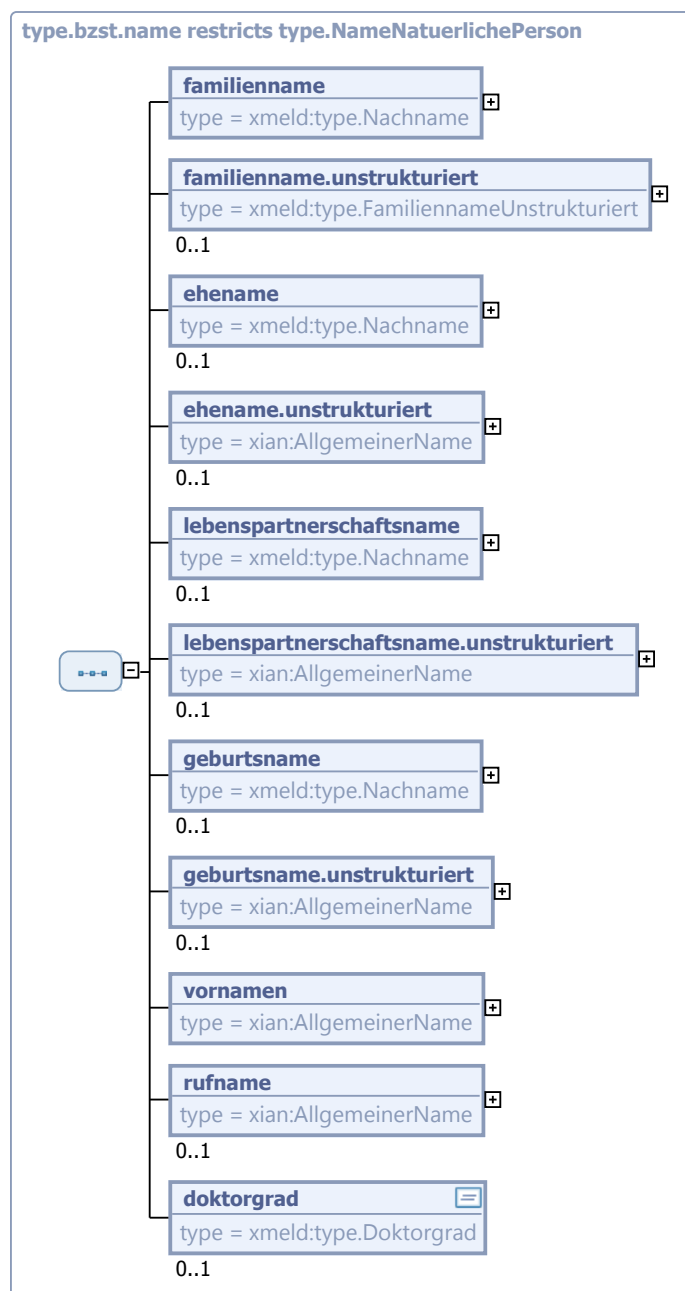 type.bzst.name restricts type.NameNatuerlichePerson
familienname
type = xmeld:type.Nachname
familienname.unstrukturiert
type = xmeld:type.FamiliennameUnstrukturiert
0..1
ehename
type = xmeld:type.Nachname
0..1
ehename.unstrukturiert
type = xian:AllgemeinerName
0..1
lebenspartnerschaftsname
type = xmeld:type.Nachname
0..1
lebenspartnerschaftsname.unstrukturiert
type = xian:AllgemeinerName
0..1
geburtsname
type = xmeld:type.Nachname
0..1
geburtsname.unstrukturiert
type = xian:AllgemeinerName
0..1
vornamen
type = xian:AllgemeinerName
rufname
type = xian:AllgemeinerName
0..1
doktorgrad
type = xmeld:type.Doktorgrad
0..1